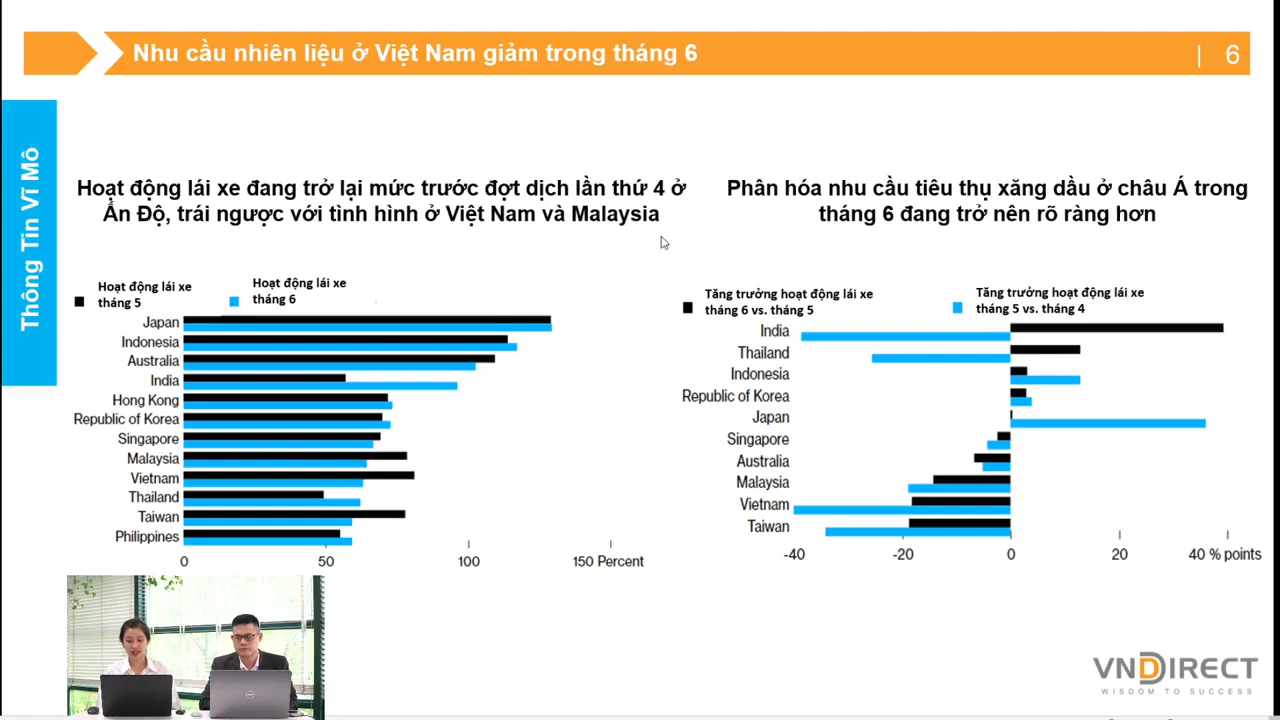 Nhu cầu nhiên liệu ở Việt Nam giảm trong tháng 6
| 6
Thông Tin Vĩ Mô
Hoạt động lái xe đang trở lại mức trước đợt dịch lần thứ 4 ở
Ấn Độ, trái ngược với tình hình ở Việt Nam và Malaysia
Hoạt động lái xe
tháng 5
Hoạt động lái xe
tháng 6
Japan
Indonesia
Australia
India
Hong Kong
Republic of Korea
Singapore
Malaysia
Vietnam
Thailand
Taiwan
Philippines
0 50 100 150 Percent
Phân hóa nhu cầu tiêu thụ xăng dầu ở châu Á trong
tháng 6 đang trở nên rõ ràng hơn
Tăng trưởng hoạt động lái xe
tháng 6 vs. tháng 5
Tăng trưởng hoạt động lái xe
tháng 5 vs. tháng 4
India
Thailand
Indonesia
Republic of Korea
Japan
Singapore
Australia
Malaysia
Vietnam
Taiwan
-40 -20 0 20 40 % points
VNDIRECT
WISDOM TO SUCCESS